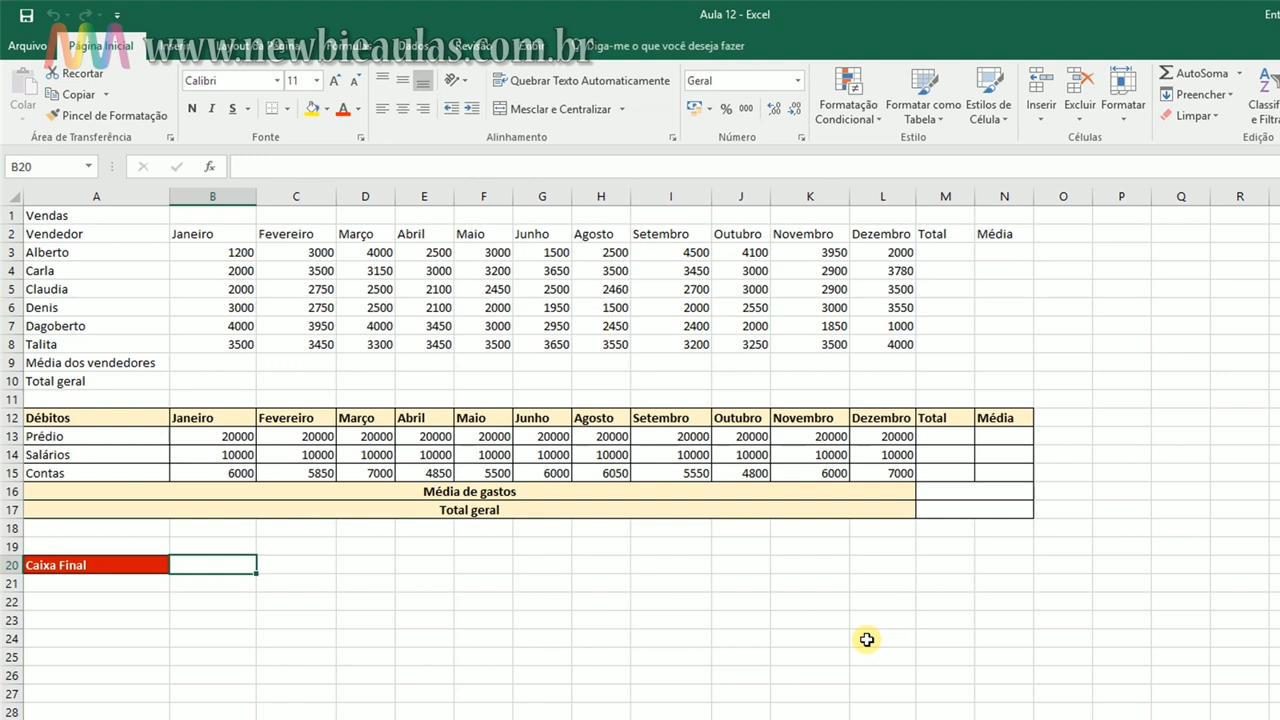 Aula 12 - Excel
Ent
www.newbieaulas.com.br
Arquivo Página Inicial Inserir Layout da Página Fórmulas Dados Revisão Exibir Diga-me o que você deseja fazer
Colar
Recortar
Copiar
Pincel de Formatação
Área de Transferência
Calibri 11
N I S
Fonte
Quebrar Texto Automaticamente
Mesclar e Centralizar
Alinhamento
Geral
% 000
Número
Formatação Condicional
Formatar como Tabela
Estilos de Célula
Estilo
Inserir Excluir Formatar
Células
AutoSoma
Preencher
Limpar
Classifi
e Filtra
Edição
B20 fx
A B C D E F G H I J K L M N O P Q R
1 Vendas
2 Vendedor Janeiro Fevereiro Março Abril Maio Junho Agosto Setembro Outubro Novembro Dezembro Total Média
3 Alberto 1200 3000 4000 2500 3000 1500 2500 4500 4100 3950 2000
4 Carla 2000 3500 3150 3000 3200 3650 3500 3450 3000 2900 3780
5 Claudia 2000 2750 2500 2100 2450 2500 2460 2700 3000 2900 3500
6 Denis 3000 2750 2500 2100 2000 1950 1500 2000 2550 3000 3550
7 Dagoberto 4000 3950 4000 3450 3000 2950 2450 2400 2000 1850 1000
8 Talita 3500 3450 3300 3450 3500 3650 3550 3200 3250 3500 4000
9 Média dos vendedores
10 Total geral
11
12 Débitos Janeiro Fevereiro Março Abril Maio Junho Agosto Setembro Outubro Novembro Dezembro Total Média
13 Prédio 20000 20000 20000 20000 20000 20000 20000 20000 20000 20000 20000
14 Salários 10000 10000 10000 10000 10000 10000 10000 10000 10000 10000 10000
15 Contas 6000 5850 7000 4850 5500 6000 6050 5550 4800 6000 7000
16 Média de gastos
17 Total geral
18
19
20 Caixa Final
21
22
23
24
25
26
27
28